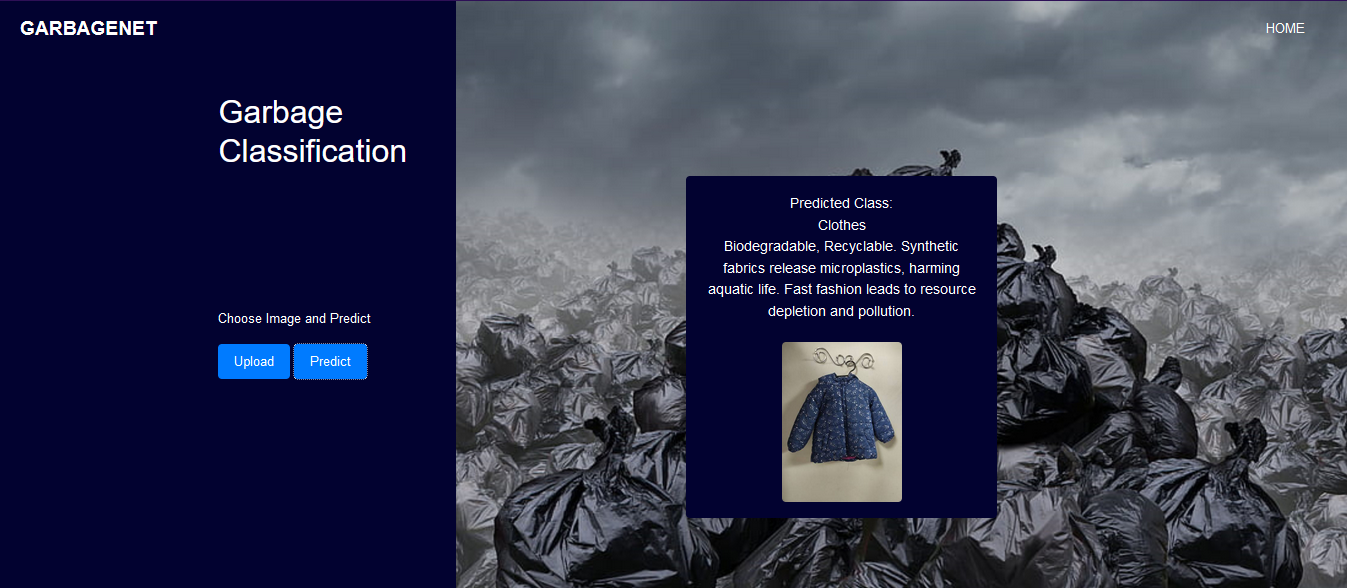 GARBAGENET
HOME
Garbage
Classification
Choose Image and Predict
Upload
Predict
Predicted Class:
Clothes
Biodegradable, Recyclable. Synthetic
fabrics release microplastics, harming
aquatic life. Fast fashion leads to resource
depletion and pollution.